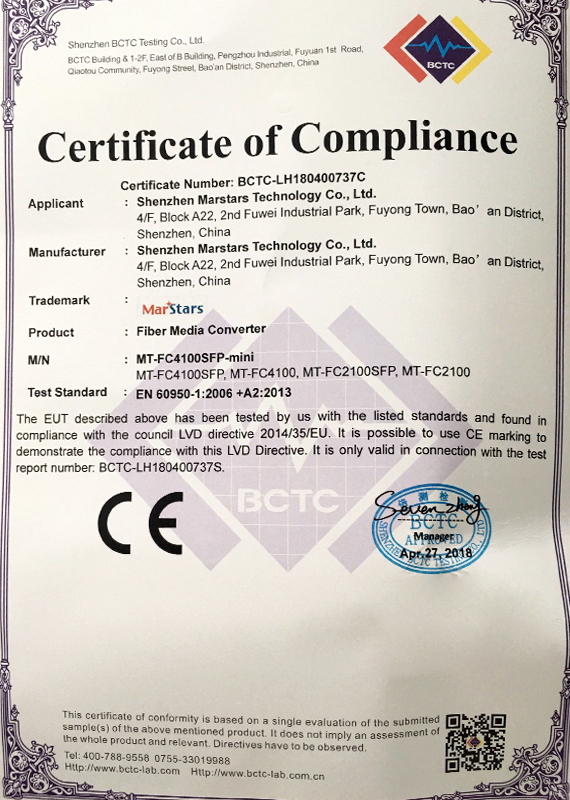 Shenzhen BCTC Testing Co., Ltd.
BCTC Building & 1-2F, East of B Building, Pengzhou Industrial, Fuyuan 1st Road,
Qiaotou Community, Fuyong Street, Bao'an District, Shenzhen, China
BCTC
Certificate of Compliance
Certificate Number: BCTC-LH180400737C
Applicant : Shenzhen Marstars Technology Co., Ltd.
4/F, Block A22, 2nd Fuwei Industrial Park, Fuyong Town, Bao' an District,
Shenzhen, China
Manufacturer : Shenzhen Marstars Technology Co., Ltd.
4/F, Block A22, 2nd Fuwei Industrial Park, Fuyong Town, Bao' an District,
Shenzhen, China
Trademark : MarStars
Product : Fiber Media Converter
M/N : MT-FC4100SFP-mini
MT-FC4100SFP, MT-FC4100, MT-FC2100SFP, MT-FC2100
Test Standard : EN 60950-1:2006 +A2:2013
The EUT described above has been tested by us with the listed standards and found in
compliance with the council LVD directive 2014/35/EU. It is possible to use CE marking to
demonstrate the compliance with this LVD Directive. It is only valid in connection with the test
report number: BCTC-LH180400737S.
BCTC
CE
测 检
BCTC
APPROVED
Manager
Apr.27, 2018
This certificate of conformity is based on a single evaluation of the submitted
sample(s) of the above mentioned product. It does not imply an assessment of
the whole product and relevant. Directives have to be observed.
Tel: 400-788-9558 0755-33019988
Http://www.bctc-lab.com Http://www.bctc-lab.com.cn